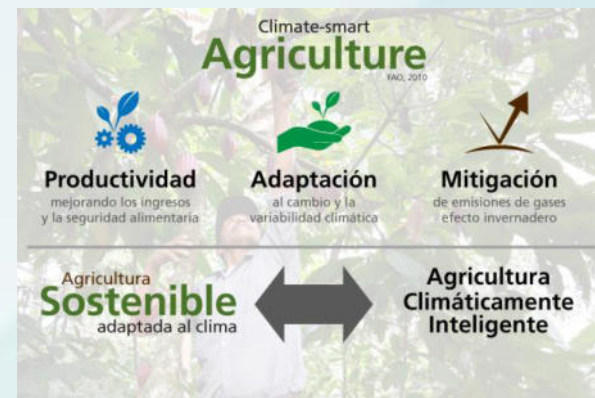 Climate-smart
Agriculture
FAO, 2010
Productividad
mejorando los ingresos
y la seguridad alimentaria
Adaptación
al cambio y la
variabilidad climática
Mitigación
de emisiones de gases
efecto invernadero
Agricultura
Sostenible
adaptada al clima
Agricultura
Climáticamente
Inteligente